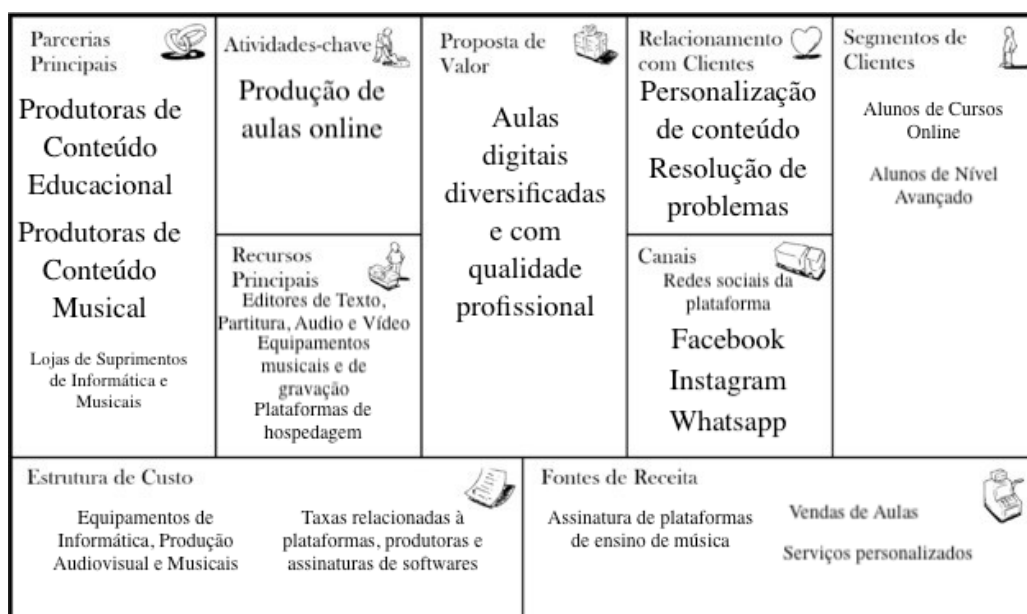 Parcerias
Principais
Produtoras de
Conteúdo
Educacional
Produtoras de
Conteúdo
Musical
Lojas de Suprimentos
de Informática e
Musicais
Atividades-chave
Produção de
aulas online
Recursos
Principais
Editores de Texto,
Partitura, Audio e Vídeo
Equipamentos
musicais e de
gravação
Plataformas de
hospedagem
Proposta de
Valor
Aulas
digitais
diversificadas
e com
qualidade
profissional
Relacionamento
com Clientes
Personalização
de conteúdo
Resolução de
problemas
Canais
Redes sociais da
plataforma
Facebook
Instagram
Whatsapp
Segmentos de
Clientes
Alunos de Cursos
Online
Alunos de Nível
Avançado
Estrutura de Custo
Equipamentos de
Informática, Produção
Audiovisual e Musicais
Taxas relacionadas à
plataformas, produtoras e
assinaturas de softwares
Fontes de Receita
Assinatura de plataformas
de ensino de música
Vendas de Aulas
Serviços personalizados